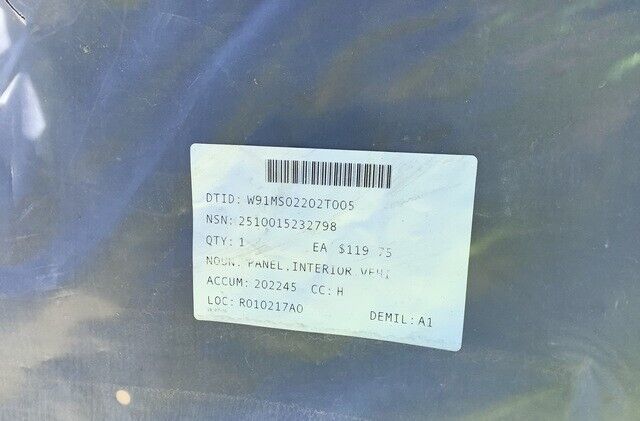 DTID: W91MS02202T005
NSN: 2510015232798
QTY: 1 EA $119.75
NOUN: PANEL,INTERIOR VEHI
ACCUM: 202245 CC: H
LOC: R010217A0 DEMIL: A1